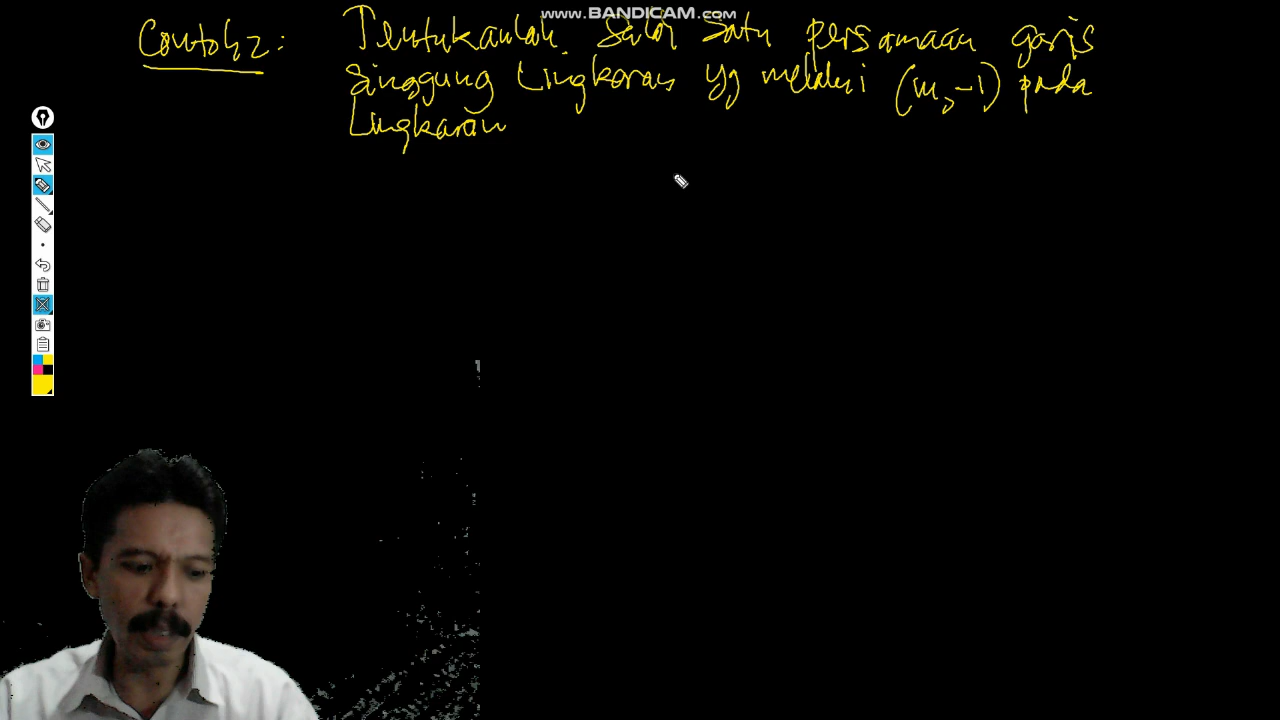 www.BANDICAM.com
Contoh 2: Tentukanlah salah satu persamaan garis
singgung Lingkaran yg melalui (m,-1) pada
Lingkaran